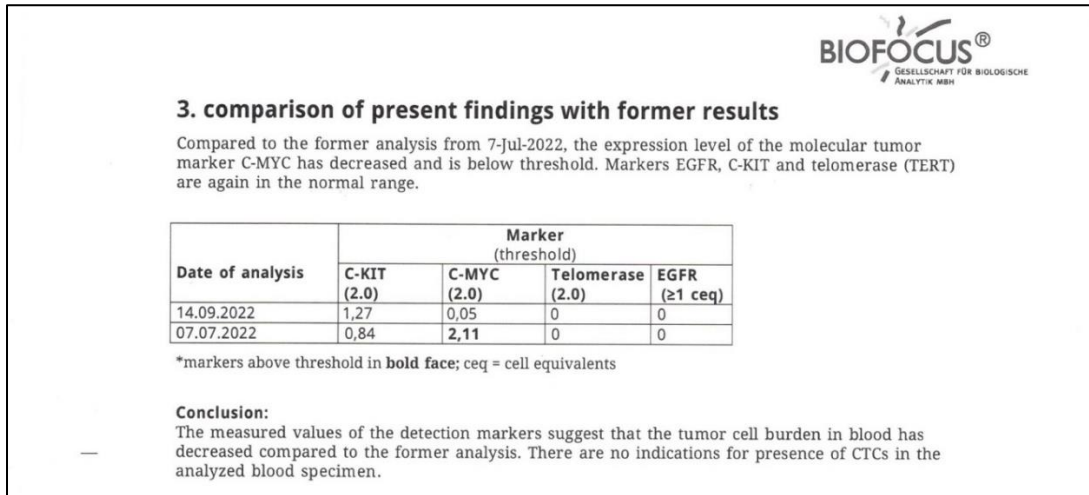 BIOFOCUS®
GESELLSCHAFT FÜR BIOLOGISCHE
ANALYTIK MBH
3. comparison of present findings with former results
Compared to the former analysis from 7-Jul-2022, the expression level of the molecular tumor
marker C-MYC has decreased and is below threshold. Markers EGFR, C-KIT and telomerase (TERT)
are again in the normal range.
Marker
(threshold)
Date of analysis C-KIT C-MYC Telomerase EGFR
(2.0) (2.0) (2.0) (≥1 ceq)
14.09.2022 1,27 0,05 0 0
07.07.2022 0,84 2,11 0 0
*markers above threshold in bold face; ceq = cell equivalents
Conclusion:
The measured values of the detection markers suggest that the tumor cell burden in blood has
decreased compared to the former analysis. There are no indications for presence of CTCs in the
analyzed blood specimen.